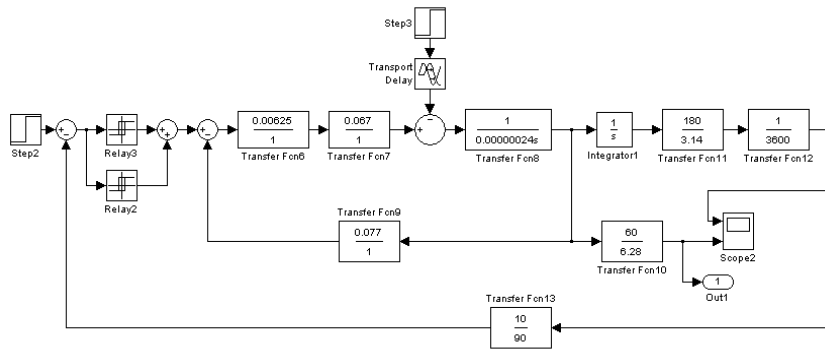 Step3
Transport
Delay
Step2
Relay3
Relay2
0.00625
1
Transfer Fcn6
0.067
1
Transfer Fcn7
1
0.00000024s
Transfer Fcn8
1
s
Integrator1
180
3.14
Transfer Fcn11
1
3600
Transfer Fcn12
Transfer Fcn9
0.077
1
60
6.28
Transfer Fcn10
Scope2
1
Out1
Transfer Fcn13
10
90